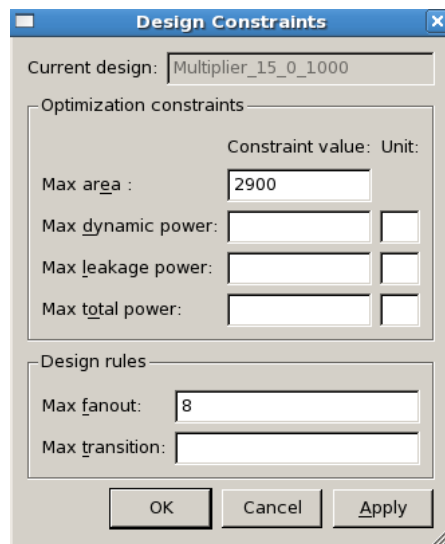 Design Constraints
Current design: Multiplier_15_0_1000
Optimization constraints
Constraint value: Unit:
Max area : 2900
Max dynamic power:
Max leakage power:
Max total power:
Design rules
Max fanout: 8
Max transition:
OK Cancel Apply